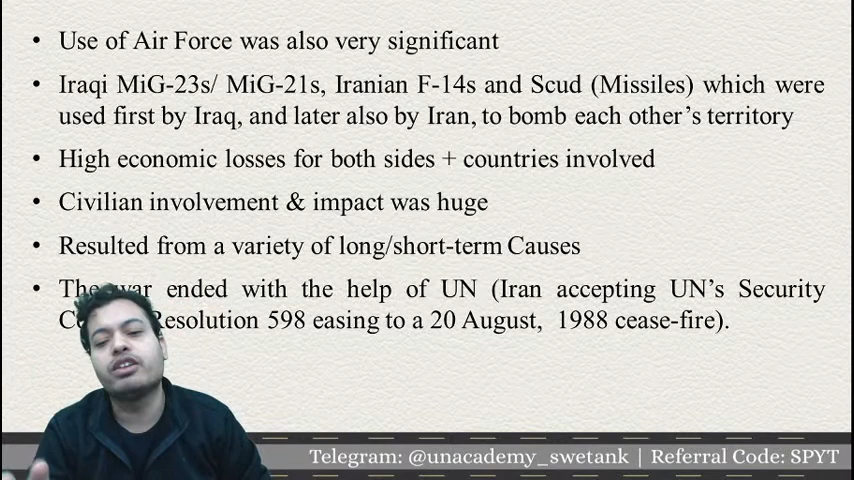 • Use of Air Force was also very significant
• Iraqi MiG-23s/ MiG-21s, Iranian F-14s and Scud (Missiles) which were
used first by Iraq, and later also by Iran, to bomb each other's territory
• High economic losses for both sides + countries involved
• Civilian involvement & impact was huge
• Resulted from a variety of long/short-term Causes
• The war ended with the help of UN (Iran accepting UN's Security
Resolution 598 easing to a 20 August, 1988 cease-fire).
Telegram: @unacademy_swetank | Referral Code: SPYT